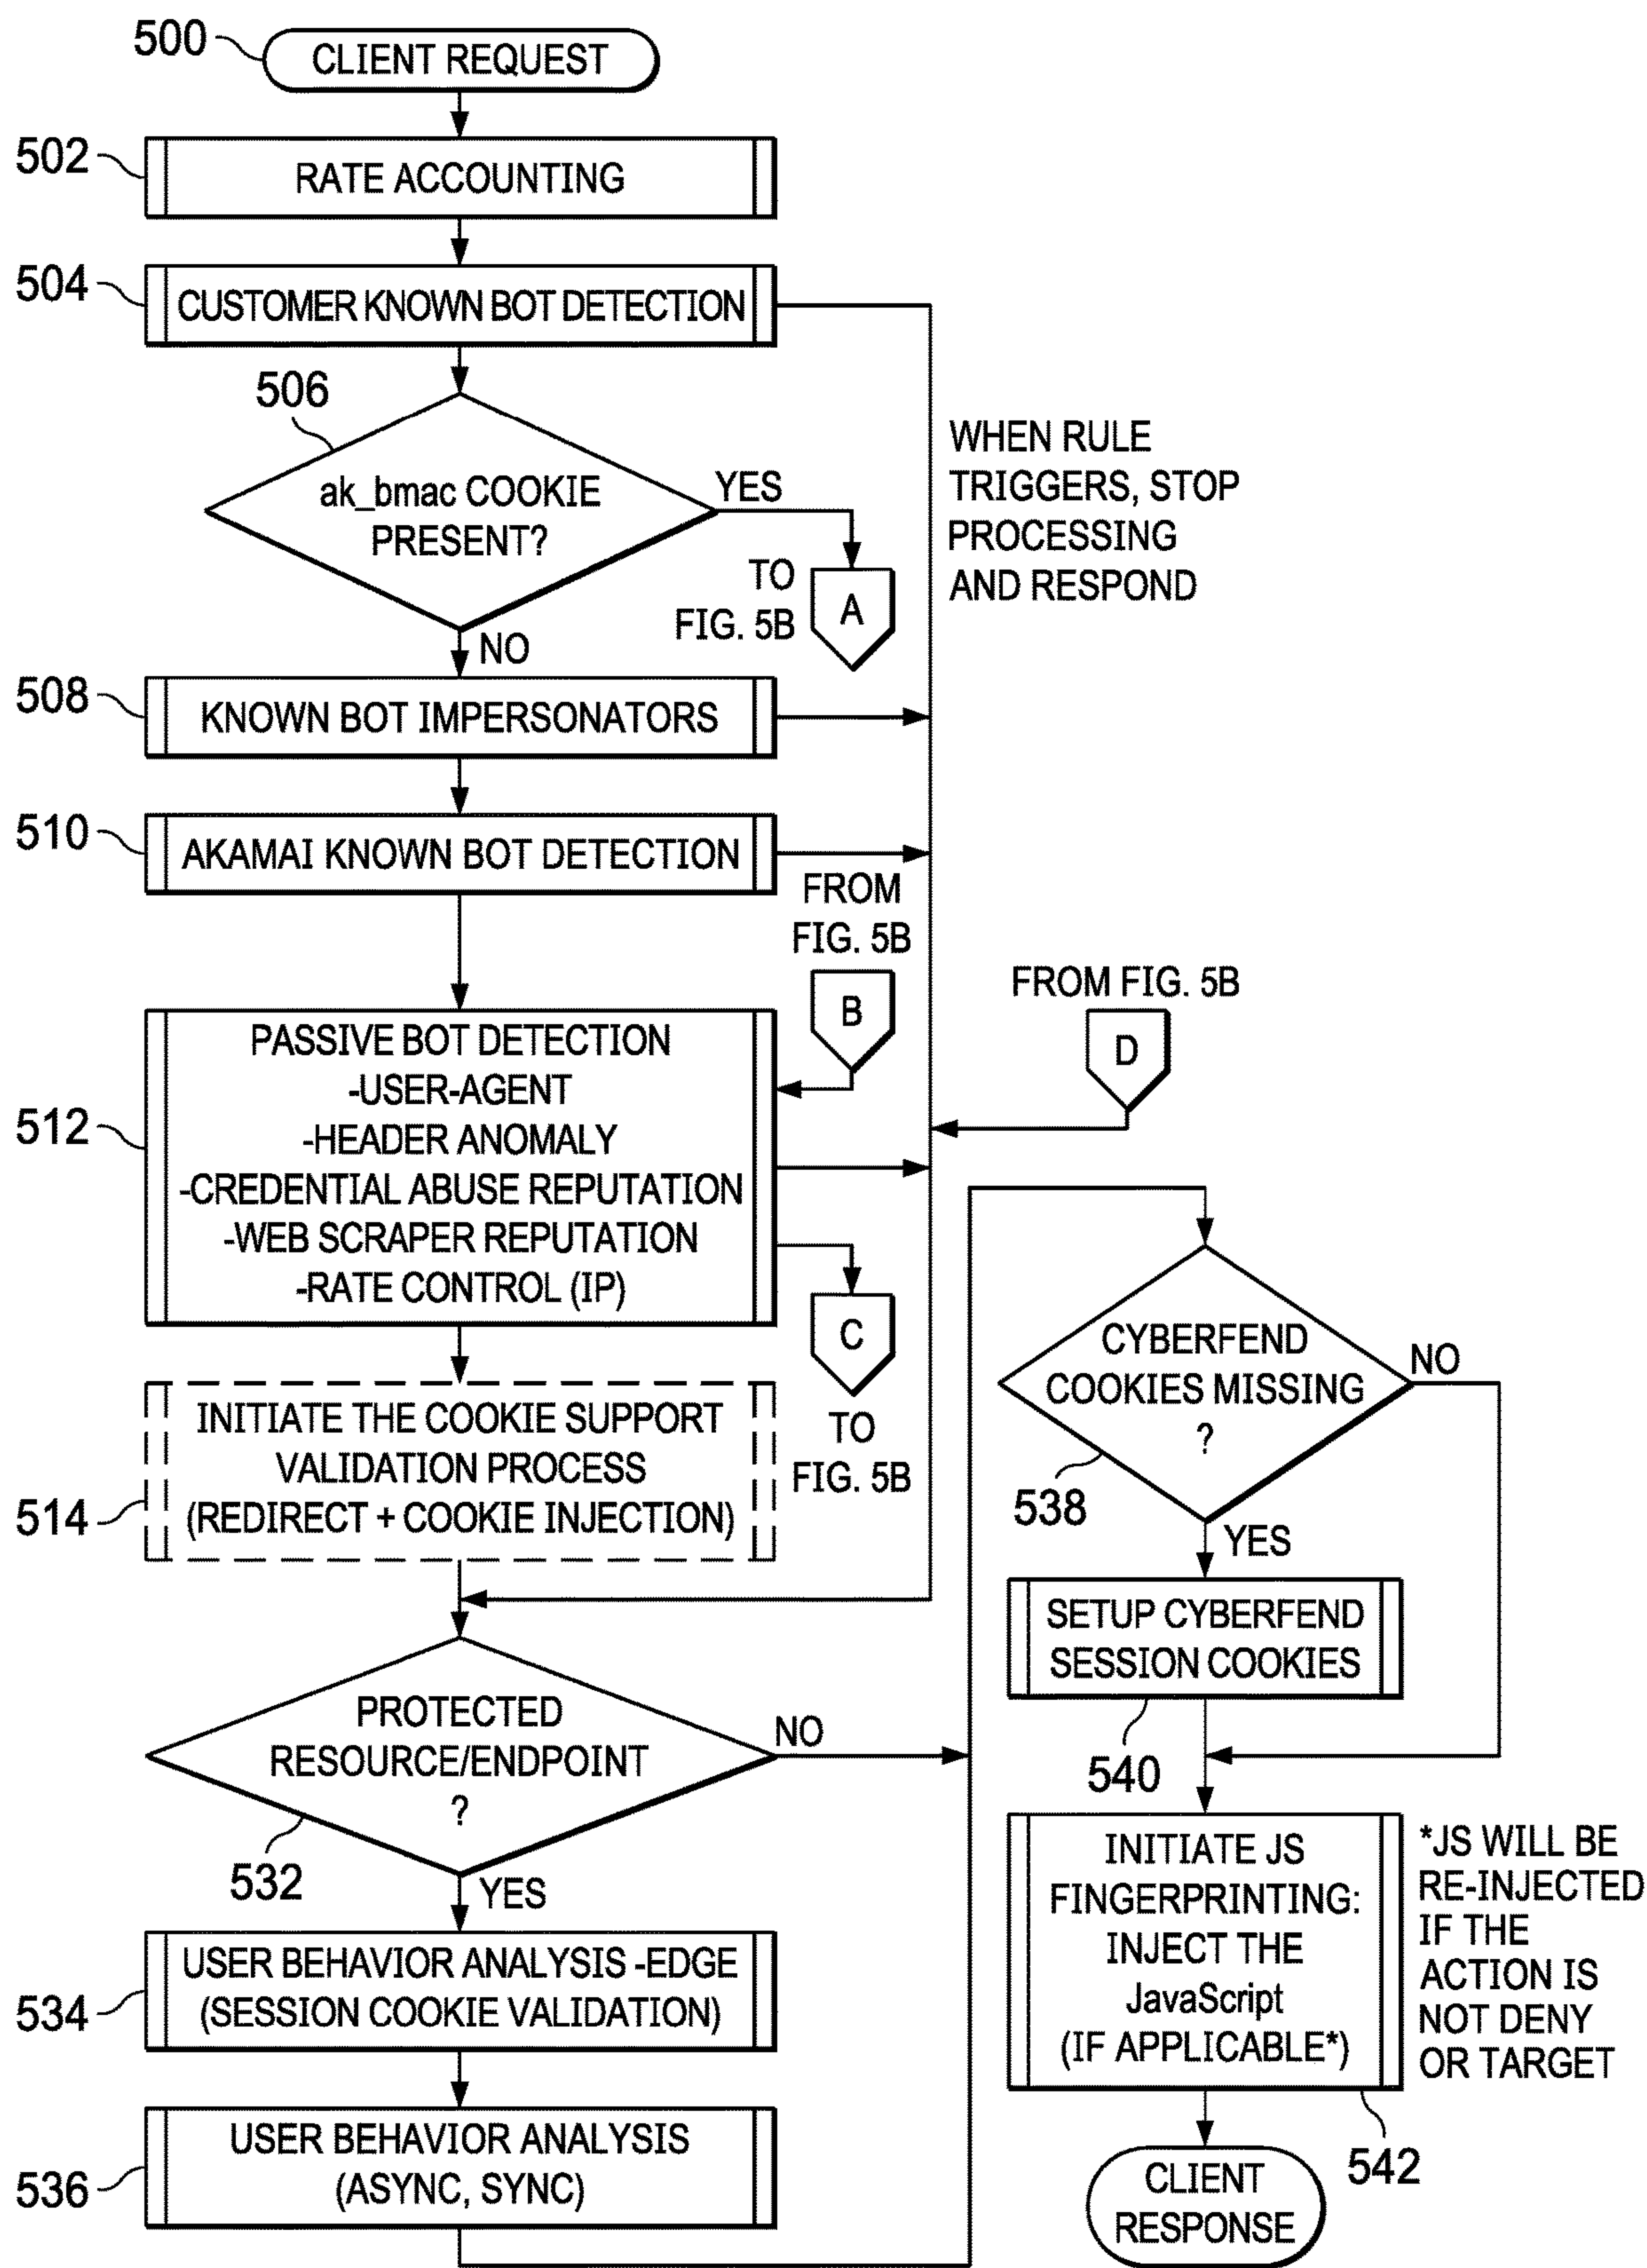 500
CLIENT REQUEST
502
RATE ACCOUNTING
504
CUSTOMER KNOWN BOT DETECTION
506
ak_bmac COOKIE
PRESENT?
YES
TO
FIG. 5B
A
WHEN RULE
TRIGGERS, STOP
PROCESSING
AND RESPOND
NO
508
KNOWN BOT IMPERSONATORS
510
AKAMAI KNOWN BOT DETECTION
FROM
FIG. 5B
B
FROM FIG. 5B
D
512
PASSIVE BOT DETECTION
-USER-AGENT
-HEADER ANOMALY
-CREDENTIAL ABUSE REPUTATION
-WEB SCRAPER REPUTATION
-RATE CONTROL (IP)
C
TO
FIG. 5B
514
INITIATE THE COOKIE SUPPORT
VALIDATION PROCESS
(REDIRECT + COOKIE INJECTION)
PROTECTED
RESOURCE/ENDPOINT
?
NO
532
YES
534
USER BEHAVIOR ANALYSIS -EDGE
(SESSION COOKIE VALIDATION)
536
USER BEHAVIOR ANALYSIS
(ASYNC, SYNC)
CYBERFEND
COOKIES MISSING
?
NO
538
YES
SETUP CYBERFEND
SESSION COOKIES
540
INITIATE JS
FINGERPRINTING:
INJECT THE
JavaScript
(IF APPLICABLE*)
*JS WILL BE
RE-INJECTED
IF THE
ACTION IS
NOT DENY
OR TARGET
542
CLIENT
RESPONSE